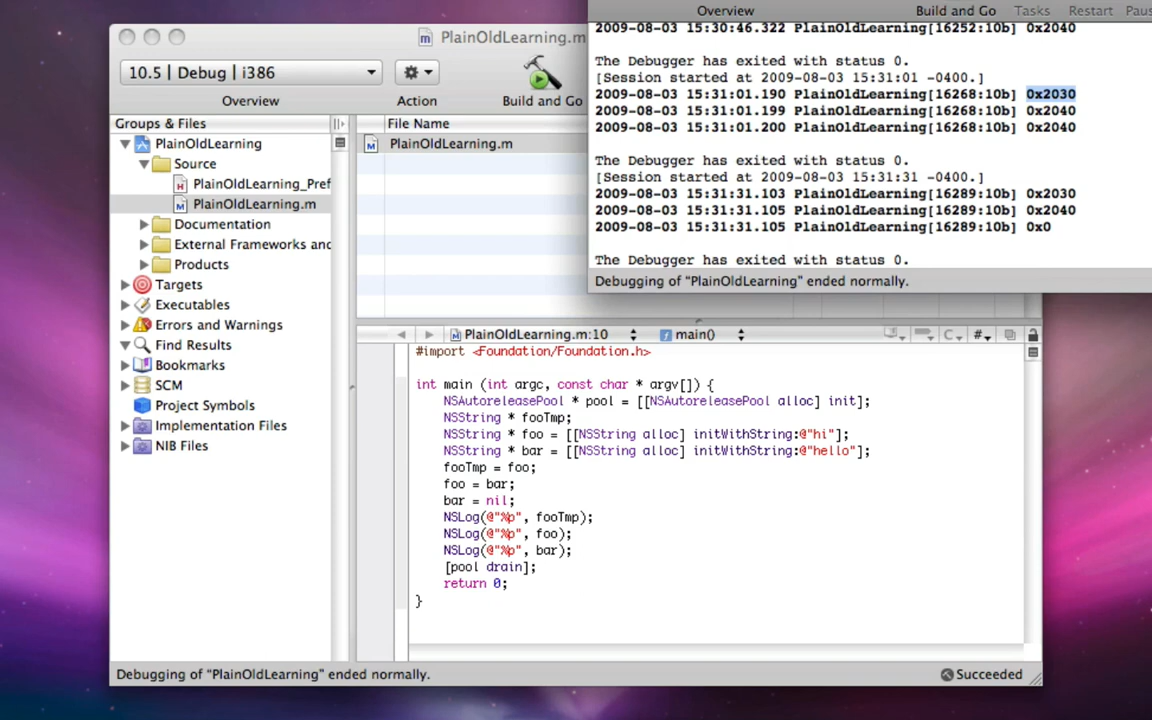 PlainOldLearning.m
10.5 | Debug | i386
Overview
Action
Build and Go
Groups & Files
PlainOldLearning
Source
PlainOldLearning_Pref
PlainOldLearning.m
Documentation
External Frameworks and
Products
Targets
Executables
Errors and Warnings
Find Results
Bookmarks
SCM
Project Symbols
Implementation Files
NIB Files
File Name
PlainOldLearning.m
Overview
Build and Go
Tasks
Restart
Paus
2009-08-03 15:30:46.322 PlainOldLearning[16252:10b] 0x2040
The Debugger has exited with status 0.
[Session started at 2009-08-03 15:31:01 -0400.]
2009-08-03 15:31:01.190 PlainOldLearning[16268:10b] 0x2030
2009-08-03 15:31:01.199 PlainOldLearning[16268:10b] 0x2040
2009-08-03 15:31:01.200 PlainOldLearning[16268:10b] 0x2040
The Debugger has exited with status 0.
[Session started at 2009-08-03 15:31:31 -0400.]
2009-08-03 15:31:31.103 PlainOldLearning[16289:10b] 0x2030
2009-08-03 15:31:31.105 PlainOldLearning[16289:10b] 0x2040
2009-08-03 15:31:31.105 PlainOldLearning[16289:10b] 0x0
The Debugger has exited with status 0.
Debugging of “PlainOldLearning” ended normally.
PlainOldLearning.m:10
f main()
C
#
#import <Foundation/Foundation.h>
int main (int argc, const char * argv[]) {
NSAutoreleasePool * pool = [[NSAutoreleasePool alloc] init];
NSString * fooTmp;
NSString * foo = [[NSString alloc] initWithString:@"hi"];
NSString * bar = [[NSString alloc] initWithString:@"hello"];
fooTmp = foo;
foo = bar;
bar = nil;
NSLog(@"%p", fooTmp);
NSLog(@"%p", foo);
NSLog(@"%p", bar);
[pool drain];
return 0;
}
Debugging of “PlainOldLearning” ended normally.
Succeeded